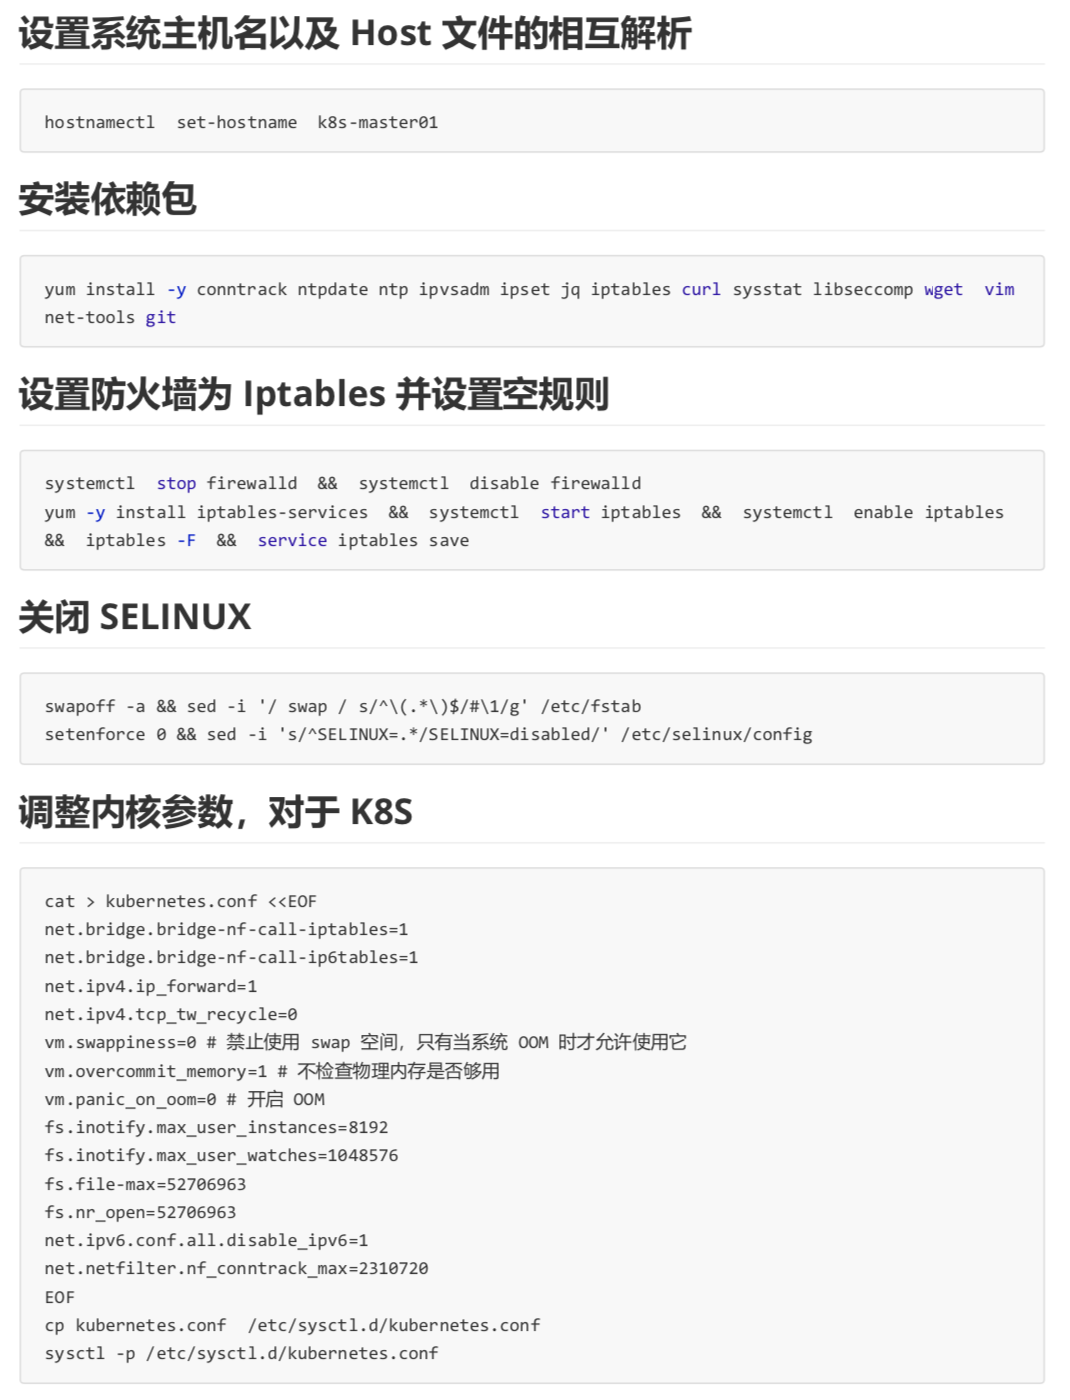 设置系统主机名以及 Host 文件的相互解析
hostnamectl  set-hostname  k8s-master01
安装依赖包
yum install -y conntrack ntpdate ntp ipvsadm ipset jq iptables curl sysstat libseccomp wget  vim
net-tools git
设置防火墙为 Iptables 并设置空规则
systemctl  stop firewalld  &&  systemctl  disable firewalld
yum -y install iptables-services  &&  systemctl  start iptables  &&  systemctl  enable iptables
&&  iptables -F  &&  service iptables save
关闭 SELINUX
swapoff -a && sed -i '/ swap / s/^\(.*\)$/#\1/g' /etc/fstab
setenforce 0 && sed -i 's/^SELINUX=.*/SELINUX=disabled/' /etc/selinux/config
调整内核参数，对于 K8S
cat > kubernetes.conf <<EOF
net.bridge.bridge-nf-call-iptables=1
net.bridge.bridge-nf-call-ip6tables=1
net.ipv4.ip_forward=1
net.ipv4.tcp_tw_recycle=0
vm.swappiness=0 # 禁止使用 swap 空间，只有当系统 OOM 时才允许使用它
vm.overcommit_memory=1 # 不检查物理内存是否够用
vm.panic_on_oom=0 # 开启 OOM
fs.inotify.max_user_instances=8192
fs.inotify.max_user_watches=1048576
fs.file-max=52706963
fs.nr_open=52706963
net.ipv6.conf.all.disable_ipv6=1
net.netfilter.nf_conntrack_max=2310720
EOF
cp kubernetes.conf  /etc/sysctl.d/kubernetes.conf
sysctl -p /etc/sysctl.d/kubernetes.conf